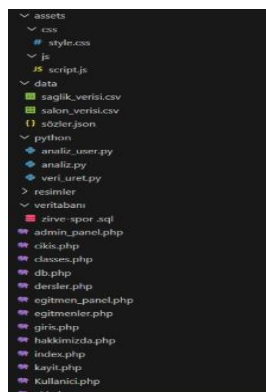 assets
css
# style.css
js
JS script.js
data
saglik_verisi.csv
salon_verisi.csv
{} sözler.json
python
analiz_user.py
analiz.py
veri_uret.py
resimler
veritabanı
zirve-spor .sql
admin_panel.php
cikis.php
classes.php
db.php
dersler.php
egitmen_panel.php
egitmenler.php
giris.php
hakkimizda.php
index.php
kayit.php
Kullanici.php